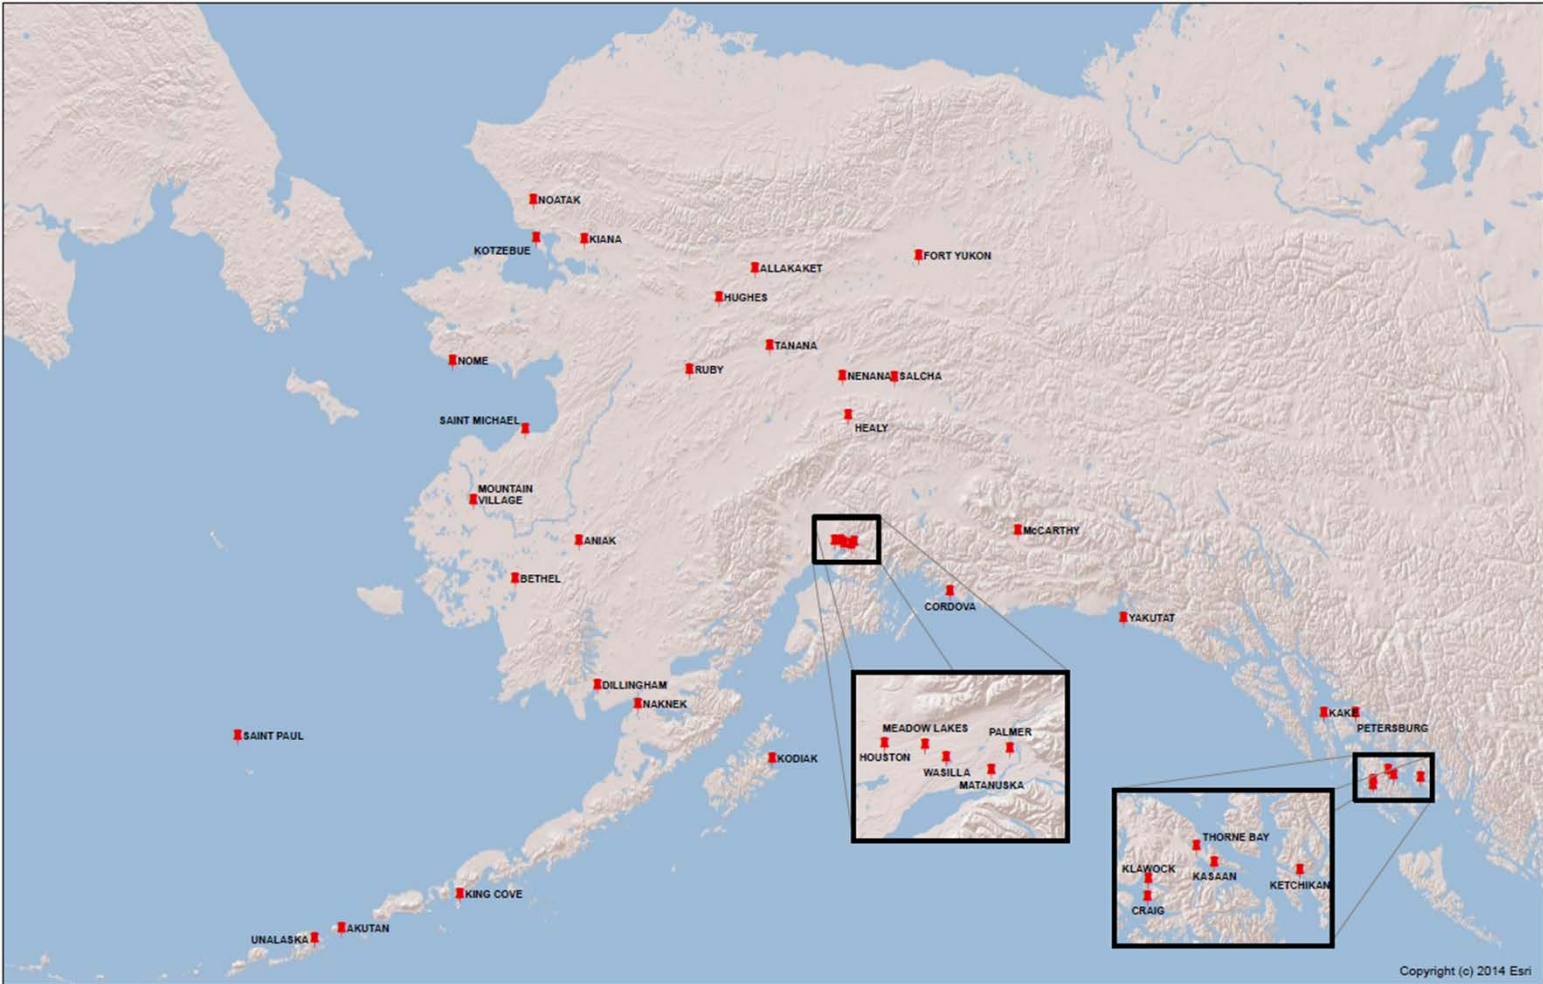 NOATAK
KOTZEBUE
KIANA
ALLAKAKET
FORT YUKON
HUGHES
TANANA
NOME
RUBY
NENANA
SALCHA
SAINT MICHAEL
HEALY
MOUNTAIN
VILLAGE
ANIAK
McCARTHY
BETHEL
CORDOVA
YAKUTAT
DILLINGHAM
NAKNEK
KAKE
PETERSBURG
SAINT PAUL
KODIAK
MEADOW LAKES
PALMER
HOUSTON
WASILLA
MATANUSKA
THORNE BAY
KLAWOCK
KASAAN
KETCHIKAN
CRAIG
KING COVE
AKUTAN
UNALASKA
Copyright (c) 2014 Esri